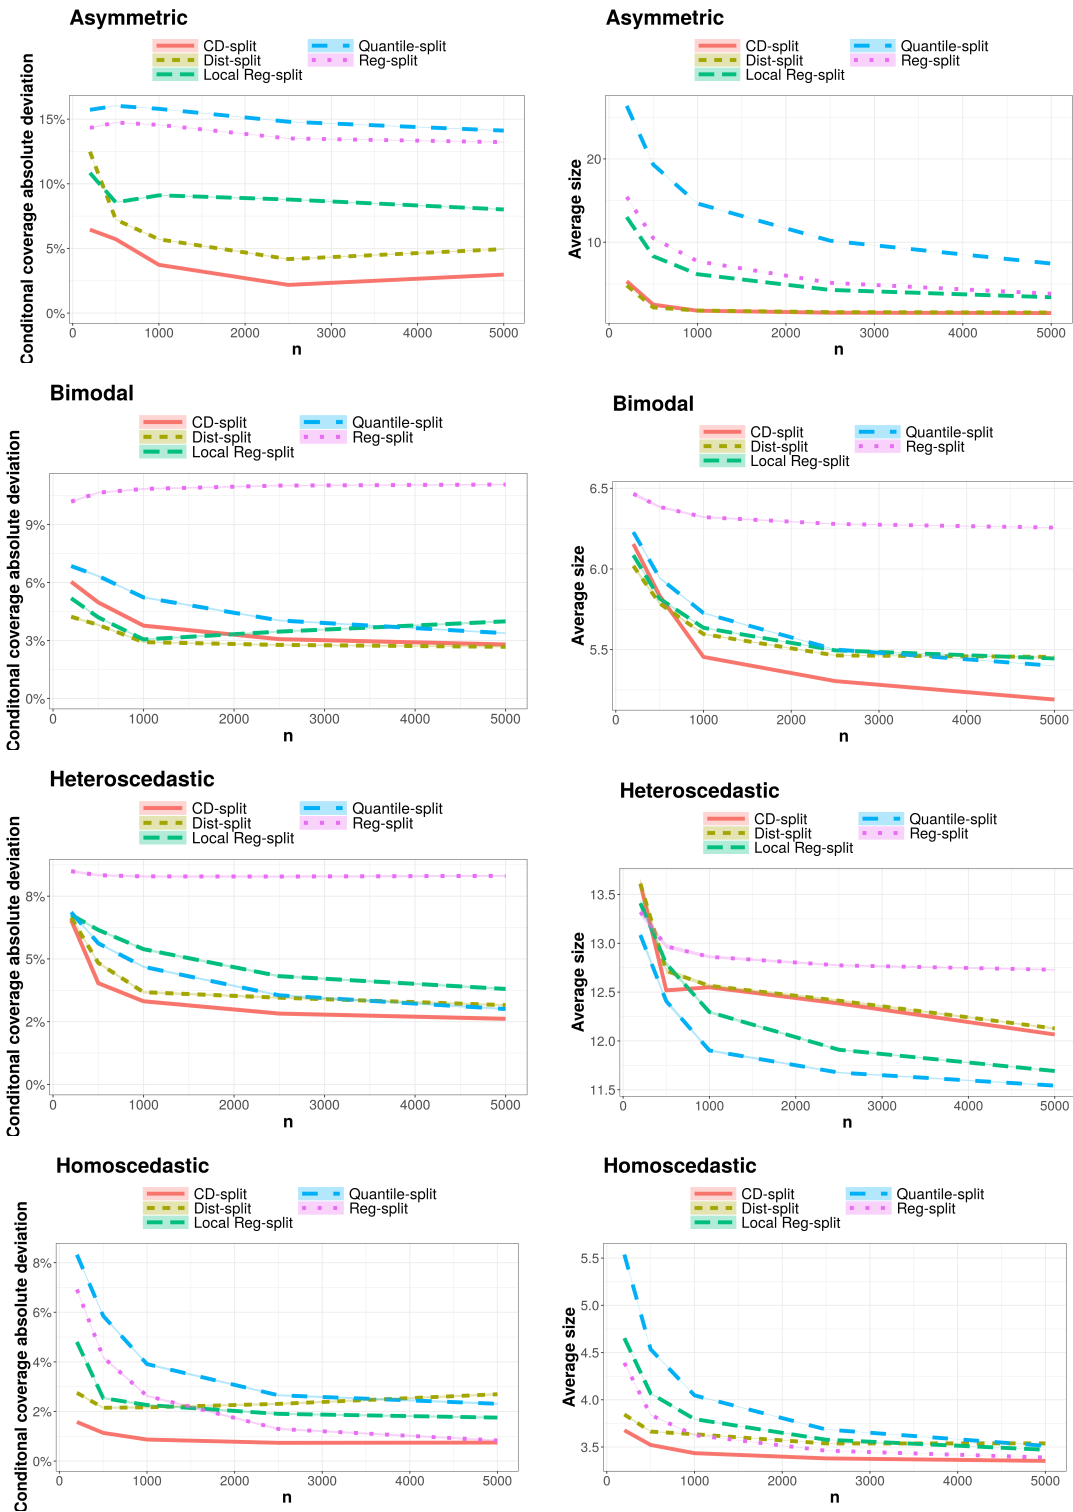 Asymmetric
CD-split
Quantile-split
Dist-split
Reg-split
Local Reg-split
Conditonal coverage absolute deviation
15%
10%
5%
0%
0 1000 2000 3000 4000 5000
n
Asymmetric
CD-split
Quantile-split
Dist-split
Reg-split
Local Reg-split
Average size
20
10
0 1000 2000 3000 4000 5000
n
Bimodal
CD-split
Quantile-split
Dist-split
Reg-split
Local Reg-split
Conditonal coverage absolute deviation
9%
6%
3%
0%
0 1000 2000 3000 4000 5000
n
Bimodal
CD-split
Quantile-split
Dist-split
Reg-split
Local Reg-split
Average size
6.5
6.0
5.5
0 1000 2000 3000 4000 5000
n
Heteroscedastic
CD-split
Quantile-split
Dist-split
Reg-split
Local Reg-split
Conditonal coverage absolute deviation
8%
5%
2%
0%
0 1000 2000 3000 4000 5000
n
Heteroscedastic
CD-split
Quantile-split
Dist-split
Reg-split
Local Reg-split
Average size
13.5
13.0
12.5
12.0
11.5
0 1000 2000 3000 4000 5000
n
Homoscedastic
CD-split
Quantile-split
Dist-split
Reg-split
Local Reg-split
Conditonal coverage absolute deviation
8%
6%
4%
2%
0%
0 1000 2000 3000 4000 5000
n
Homoscedastic
CD-split
Quantile-split
Dist-split
Reg-split
Local Reg-split
Average size
5.5
5.0
4.5
4.0
3.5
0 1000 2000 3000 4000 5000
n